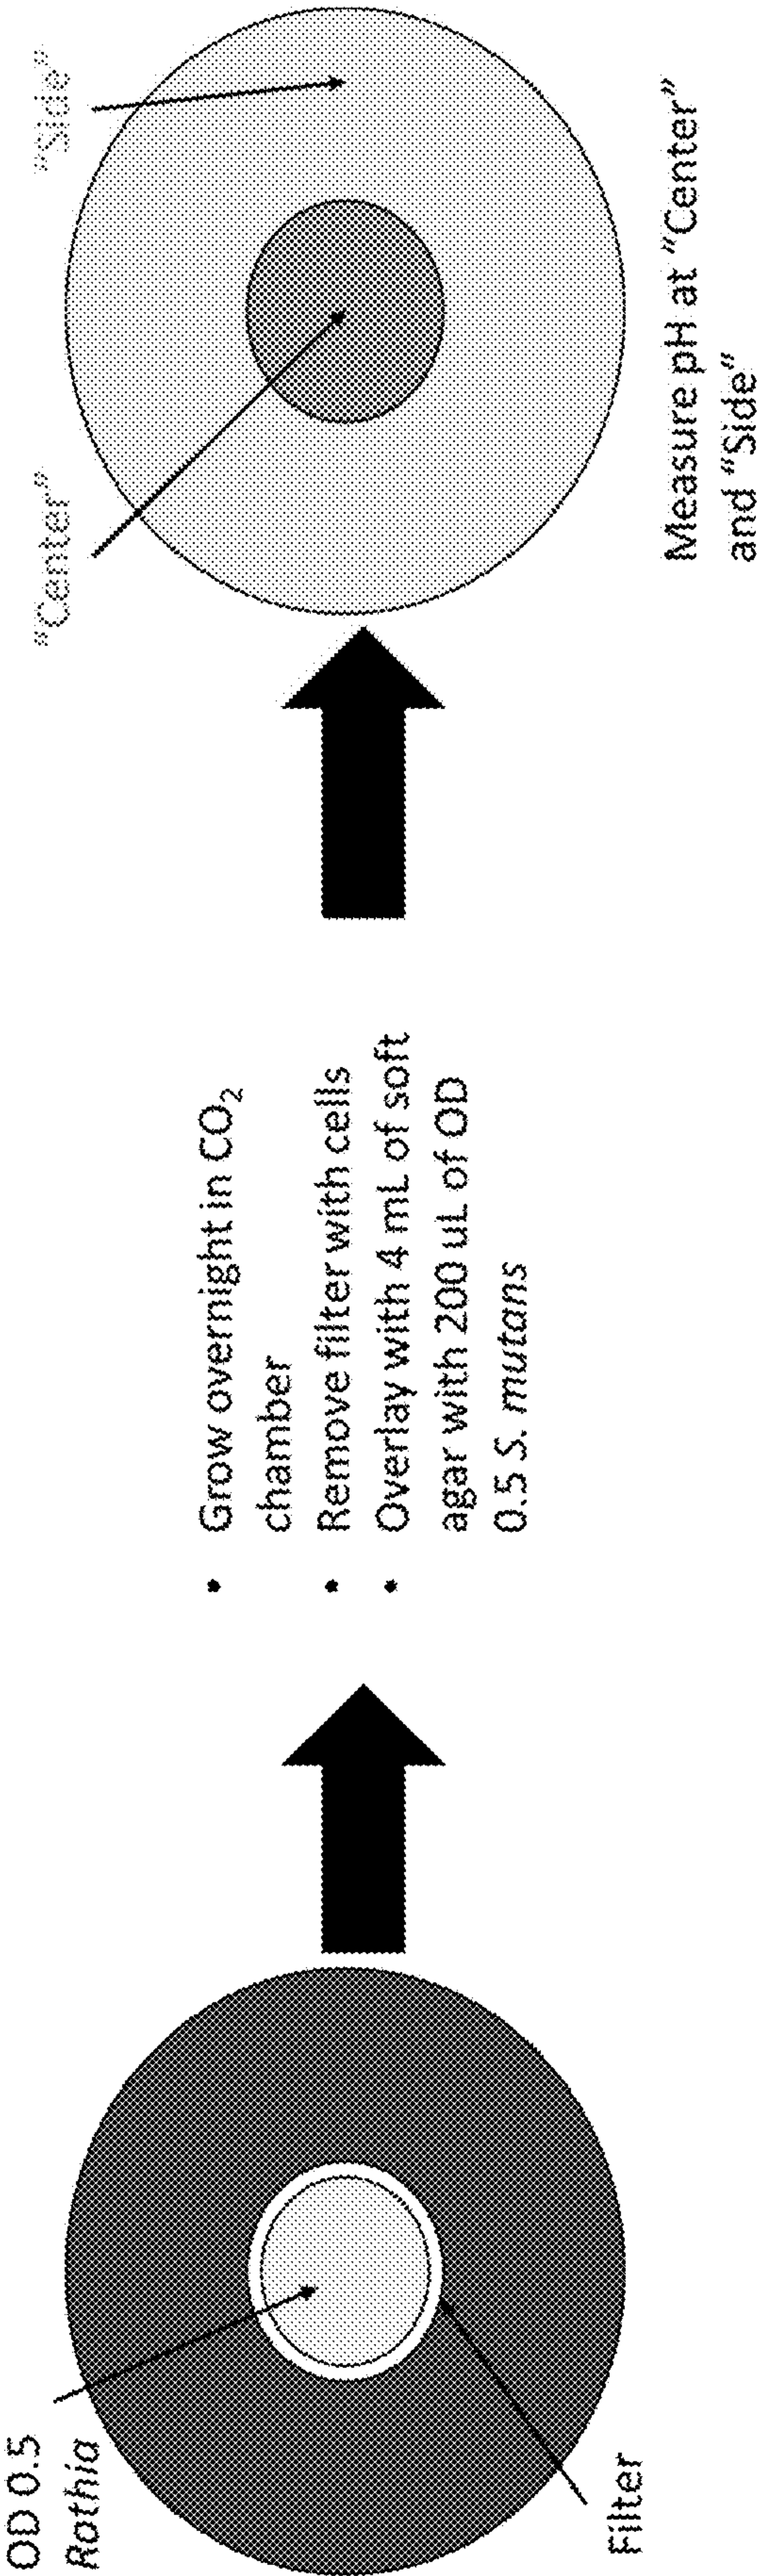 OD 0.5
Rothia
Filter
• Grow overnight in CO₂
chamber
• Remove filter with cells
• Overlay with 4 mL of soft
agar with 200 uL of OD
0.5 S. mutans
"Center"
"Side"
Measure pH at "Center"
and "Side"